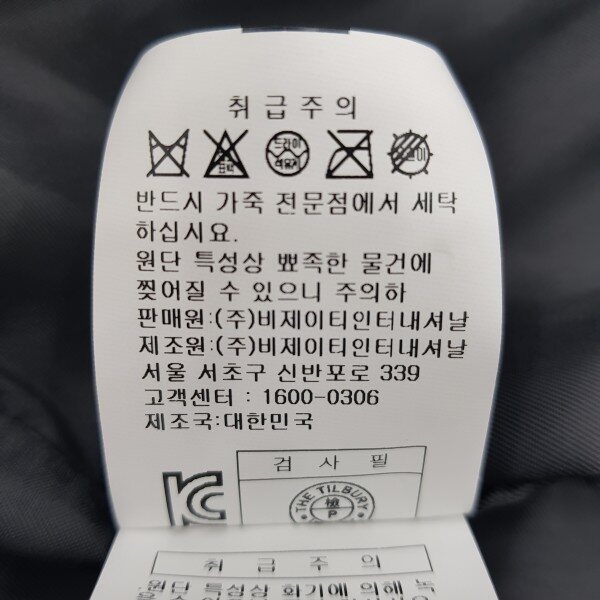 취급주의
드라이
석유계
반드시 가죽 전문점에서 세탁
하십시요.
원단 특성상 뾰족한 물건에
찢어질 수 있으니 주의하
판매원:(주)비제이티인터내셔날
제조원:(주)비제이티인터내셔날
서울 서초구 신반포로 339
고객센터 : 1600-0306
제조국:대한민국
검 사 필
THE TILBURY
취급주의
원단 특성상 화기에 의해 녹